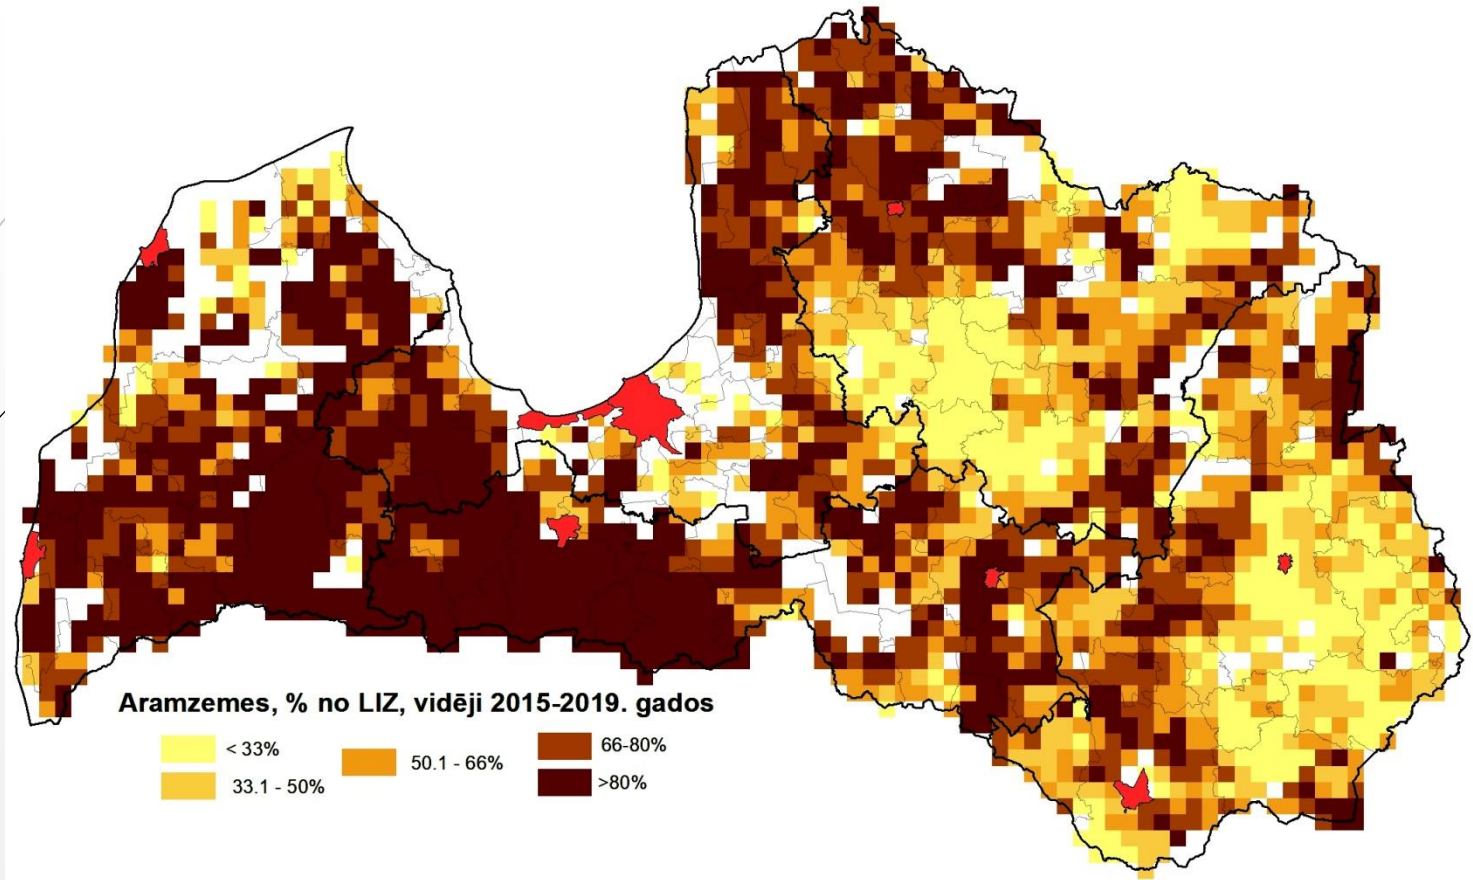 Aramzemes, % no LIZ, vidēji 2015-2019. gados
< 33%
33.1 - 50%
50.1 - 66%
66-80%
>80%